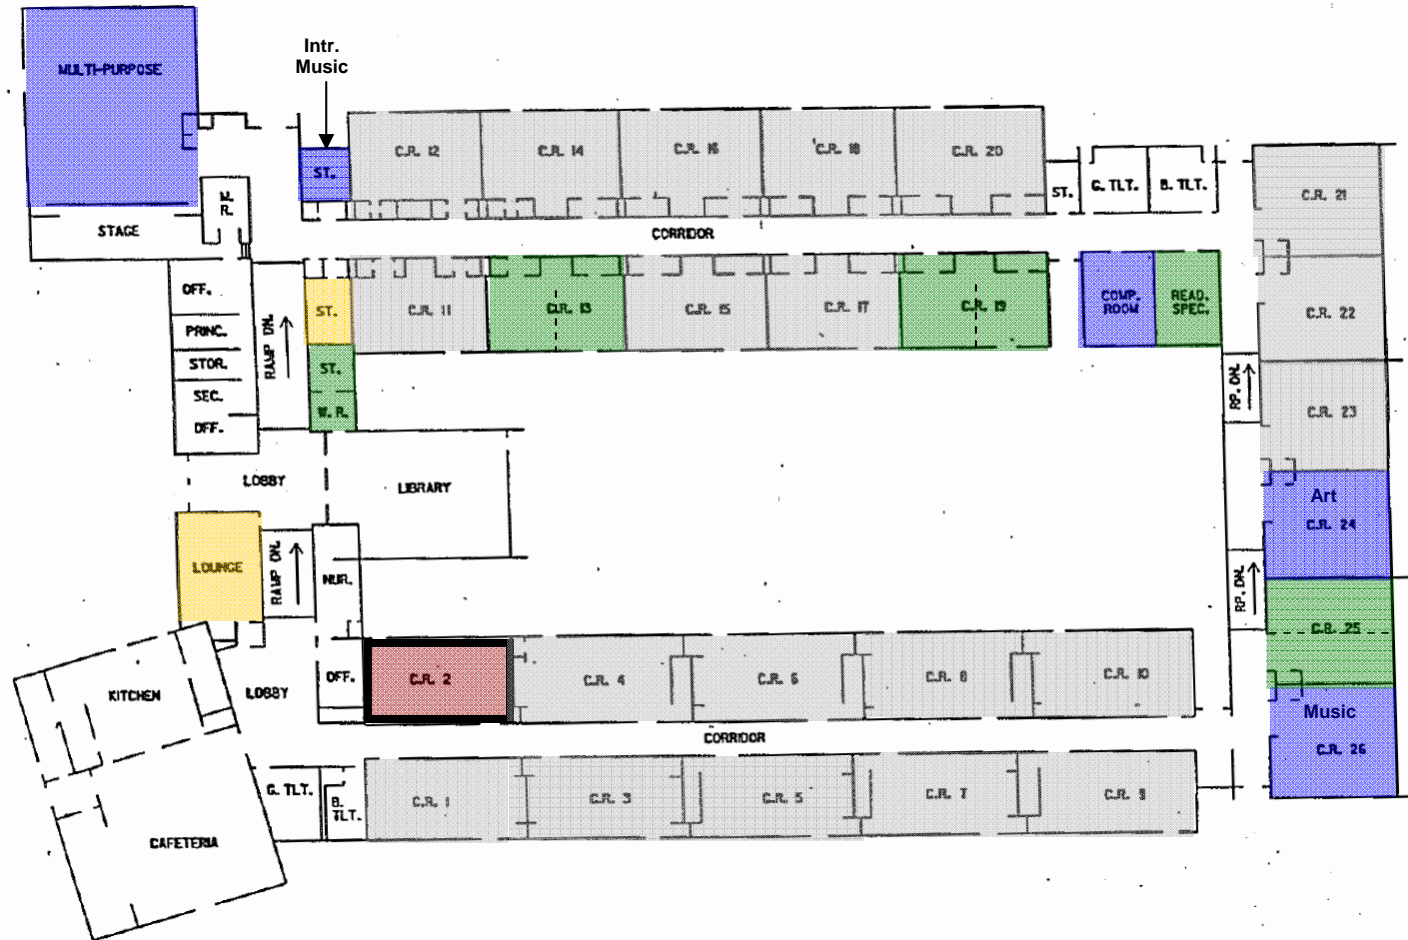 Intr.
Music
MULTI-PURPOSE
ST.
C.R. 12
C.R. 14
C.R. 16
C.R. 18
C.R. 20
ST.
G. TLT.
B. TLT.
C.R. 21
W.
R.
STAGE
CORRIDOR
OFF.
PRINC.
STOR.
SEC.
OFF.
RAMP DN.
ST.
C.R. 11
C.R. 13
C.R. 15
C.R. 17
C.R. 19
COMP.
ROOM
READ.
SPEC.
C.R. 22
ST.
W.R.
RP. DN.
C.R. 23
LOBBY
LIBRARY
Art
C.R. 24
LOUNGE
RAMP DN.
NUR.
RP. DN.
C.R. 25
KITCHEN
LOBBY
OFF.
C.R. 2
C.R. 4
C.R. 6
C.R. 8
C.R. 10
Music
C.R. 26
CORRIDOR
G. TLT.
B.
TLT.
C.R. 1
C.R. 3
C.R. 5
C.R. 7
C.R. 9
CAFETERIA